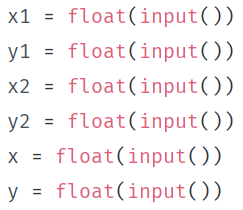 x1 = float(input())
y1 = float(input())
x2 = float(input())
y2 = float(input())
x = float(input())
y = float(input())